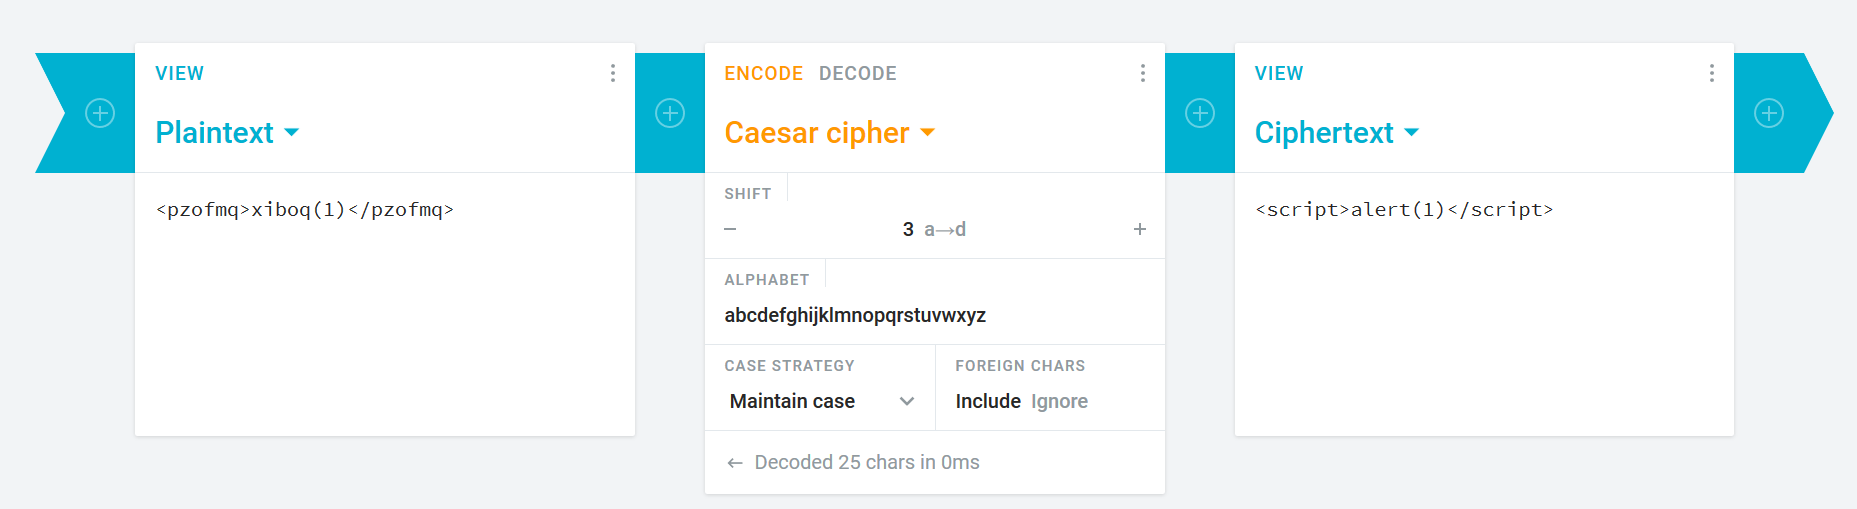 VIEW
Plaintext
<pzofmq>xiboq(1)</pzofmq>
ENCODE DECODE
Caesar cipher
SHIFT
− 3 a→d +
ALPHABET
abcdefghijklmnopqrstuvwxyz
CASE STRATEGY
Maintain case
FOREIGN CHARS
Include Ignore
← Decoded 25 chars in 0ms
VIEW
Ciphertext
<script>alert(1)</script>